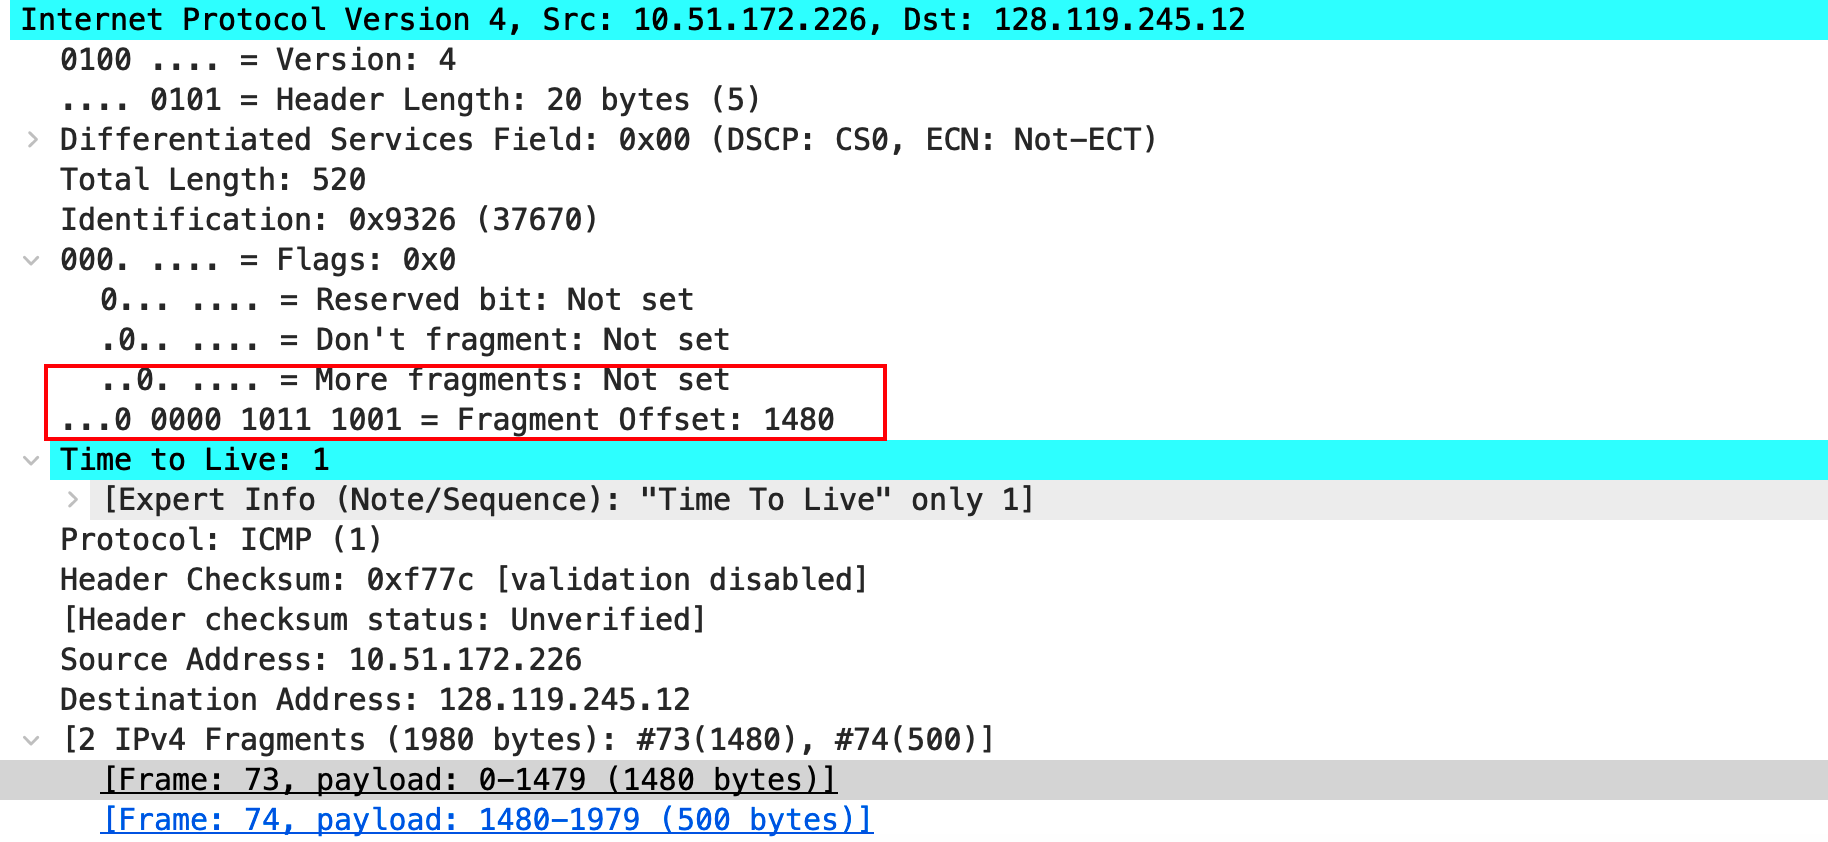 Internet Protocol Version 4, Src: 10.51.172.226, Dst: 128.119.245.12
0100 .... = Version: 4
.... 0101 = Header Length: 20 bytes (5)
Differentiated Services Field: 0x00 (DSCP: CS0, ECN: Not-ECT)
Total Length: 520
Identification: 0x9326 (37670)
000. .... = Flags: 0x0
0... .... = Reserved bit: Not set
.0.. .... = Don't fragment: Not set
..0. .... = More fragments: Not set
...0 0000 1011 1001 = Fragment Offset: 1480
Time to Live: 1
[Expert Info (Note/Sequence): "Time To Live" only 1]
Protocol: ICMP (1)
Header Checksum: 0xf77c [validation disabled]
[Header checksum status: Unverified]
Source Address: 10.51.172.226
Destination Address: 128.119.245.12
[2 IPv4 Fragments (1980 bytes): #73(1480), #74(500)]
[Frame: 73, payload: 0-1479 (1480 bytes)]
[Frame: 74, payload: 1480-1979 (500 bytes)]